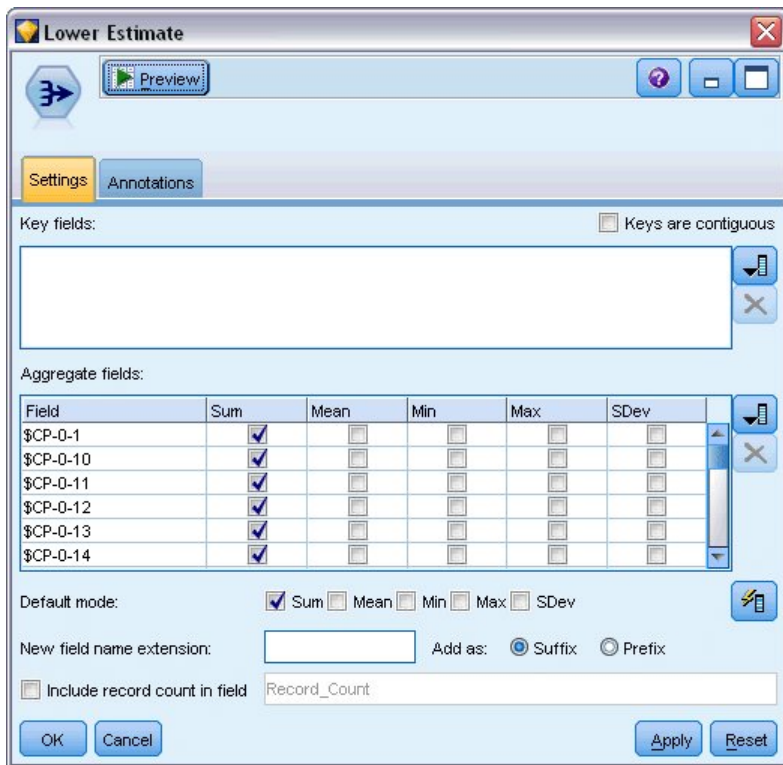 Lower Estimate
Preview
Settings Annotations
Key fields: Keys are contiguous
Aggregate fields:
Field Sum Mean Min Max SDev
$CP-0-1
$CP-0-10
$CP-0-11
$CP-0-12
$CP-0-13
$CP-0-14
Default mode: Sum Mean Min Max SDev
New field name extension: Add as: Suffix Prefix
Include record count in field Record_Count
OK Cancel Apply Reset